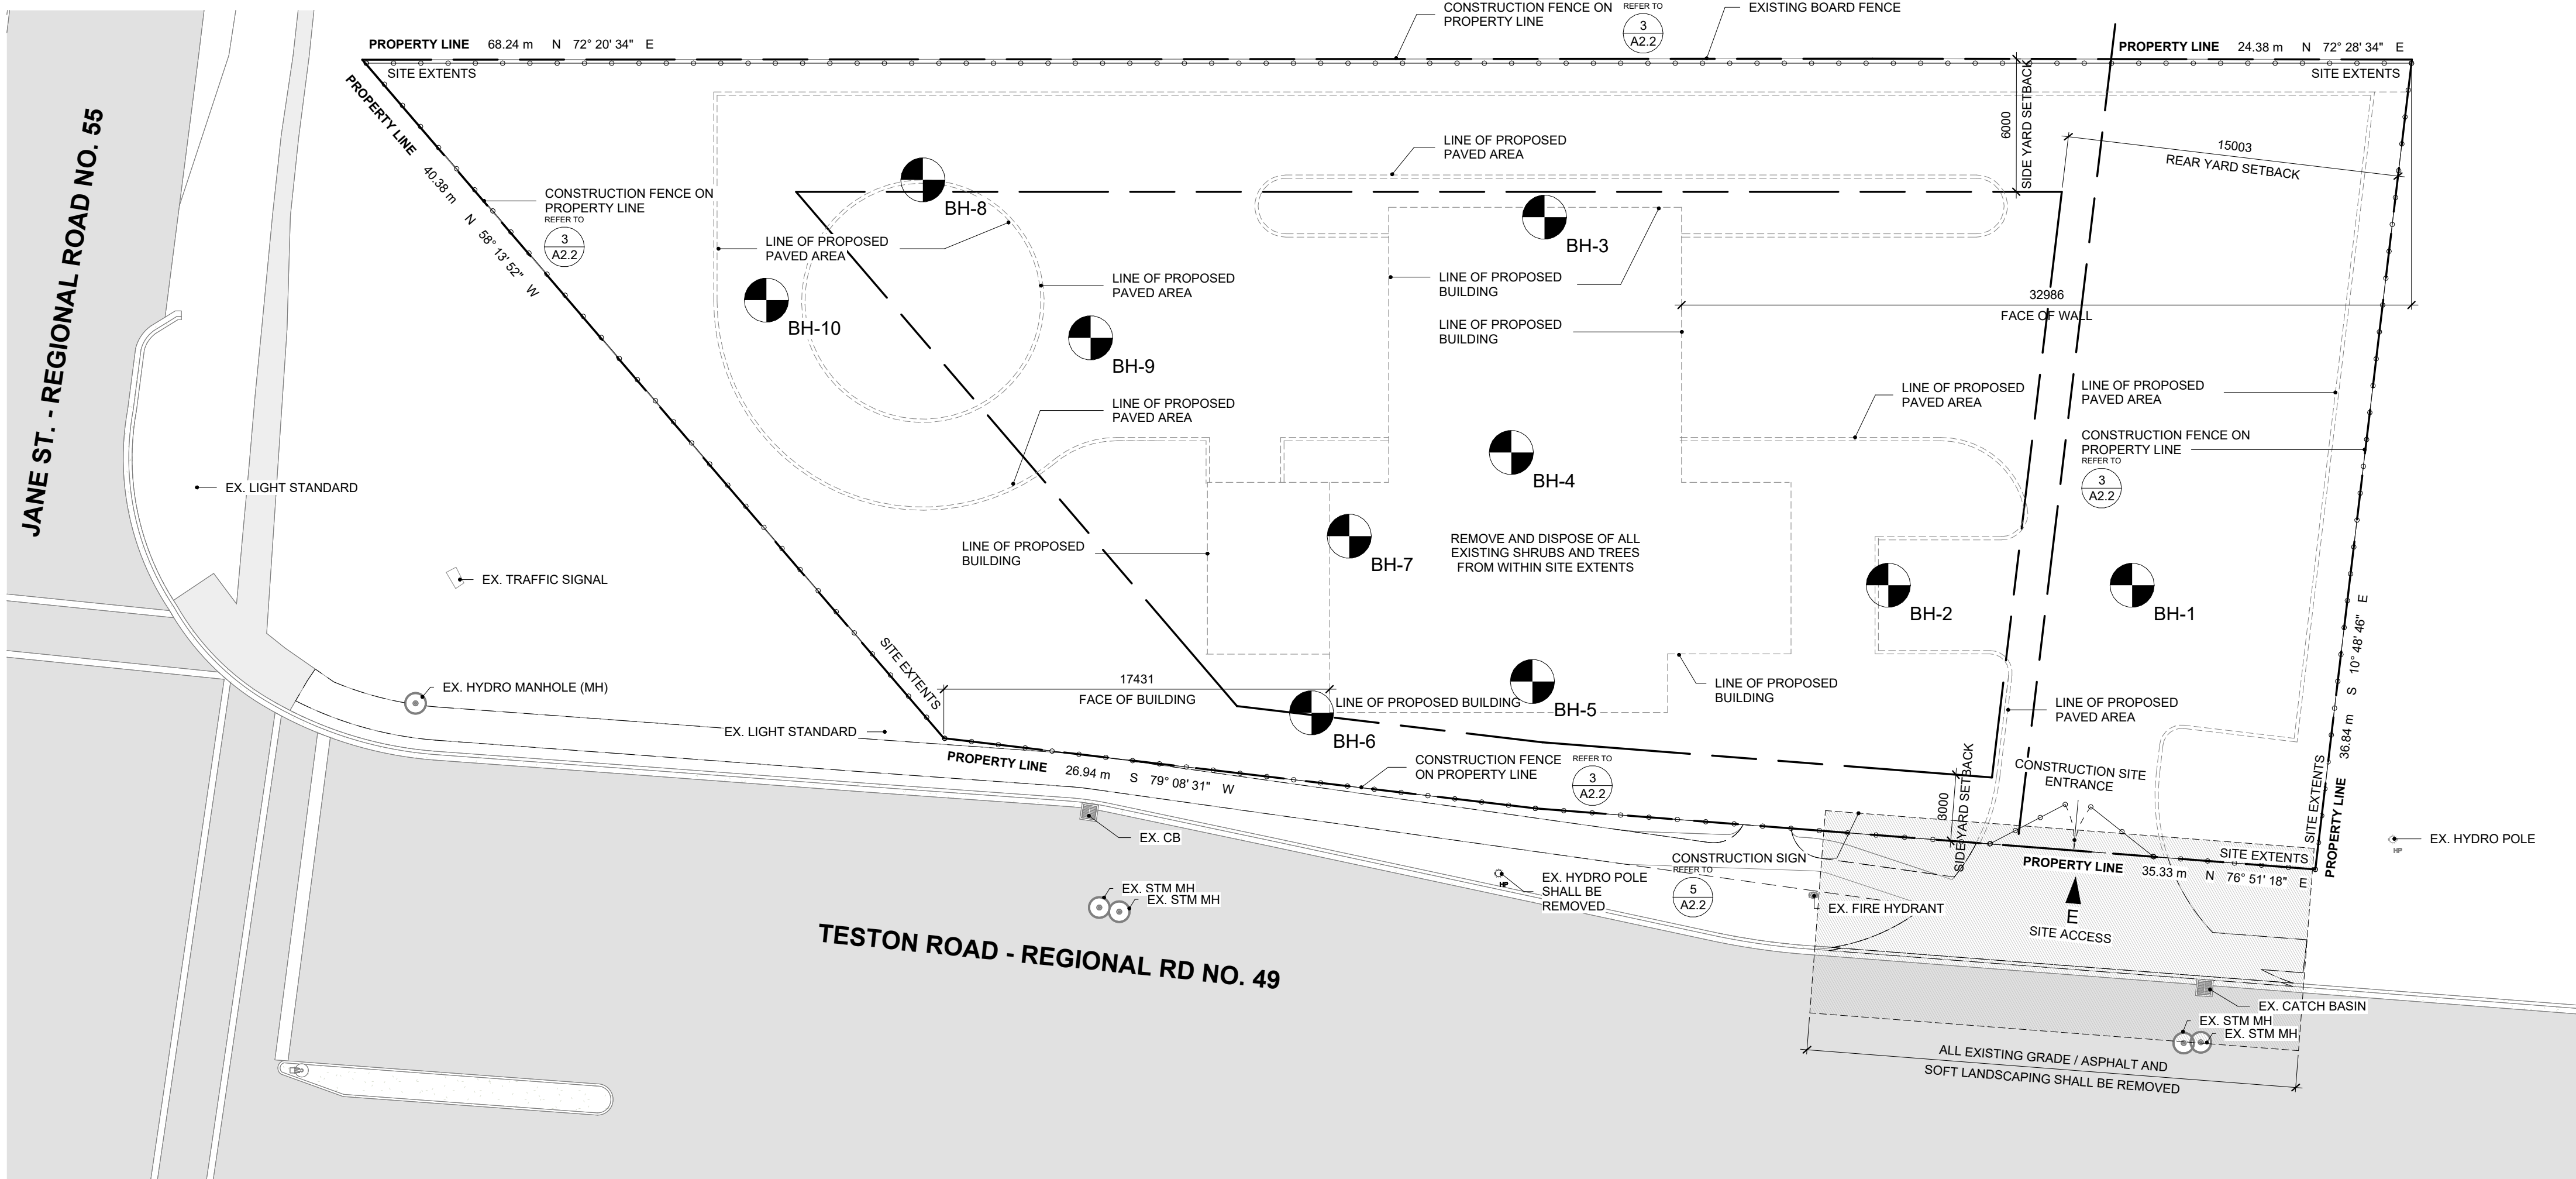 CONSTRUCTION FENCE ON
PROPERTY LINE
REFER TO
3
A2.2
EXISTING BOARD FENCE
PROPERTY LINE 68.24 m N 72° 20' 34" E
SITE EXTENTS
PROPERTY LINE 24.38 m N 72° 28' 34" E
SITE EXTENTS
PROPERTY LINE 40.38 m N 58° 13' 52" W
JANE ST. - REGIONAL ROAD NO. 55
CONSTRUCTION FENCE ON
PROPERTY LINE
REFER TO
3
A2.2
LINE OF PROPOSED
PAVED AREA
6000
SIDE YARD SETBACK
15003
REAR YARD SETBACK
BH-8
BH-3
LINE OF PROPOSED
PAVED AREA
LINE OF PROPOSED
PAVED AREA
LINE OF PROPOSED
BUILDING
32986
FACE OF WALL
BH-10
LINE OF PROPOSED
BUILDING
BH-9
LINE OF PROPOSED
PAVED AREA
LINE OF PROPOSED
PAVED AREA
LINE OF PROPOSED
PAVED AREA
CONSTRUCTION FENCE ON
PROPERTY LINE
REFER TO
3
A2.2
EX. LIGHT STANDARD
BH-4
LINE OF PROPOSED
BUILDING
REMOVE AND DISPOSE OF ALL
EXISTING SHRUBS AND TREES
FROM WITHIN SITE EXTENTS
BH-7
EX. TRAFFIC SIGNAL
BH-2
BH-1
36.84 m S 10° 48' 46" E
SITE EXTENTS
EX. HYDRO MANHOLE (MH)
17431
FACE OF BUILDING
LINE OF PROPOSED BUILDING
BH-5
LINE OF PROPOSED
BUILDING
LINE OF PROPOSED
PAVED AREA
EX. LIGHT STANDARD
BH-6
PROPERTY LINE 26.94 m S 79° 08' 31" W
CONSTRUCTION FENCE
ON PROPERTY LINE
REFER TO
3
A2.2
3000
SIDE YARD SETBACK
CONSTRUCTION SITE
ENTRANCE
SITE EXTENTS
PROPERTY LINE
EX. CB
EX. HYDRO POLE
HP
CONSTRUCTION SIGN
REFER TO
5
A2.2
SITE EXTENTS
PROPERTY LINE 35.33 m N 76° 51' 18" E
EX. HYDRO POLE
SHALL BE
REMOVED
HP
EX. STM MH
EX. STM MH
EX. FIRE HYDRANT
E
SITE ACCESS
TESTON ROAD - REGIONAL RD NO. 49
EX. CATCH BASIN
EX. STM MH
EX. STM MH
ALL EXISTING GRADE / ASPHALT AND
SOFT LANDSCAPING SHALL BE REMOVED